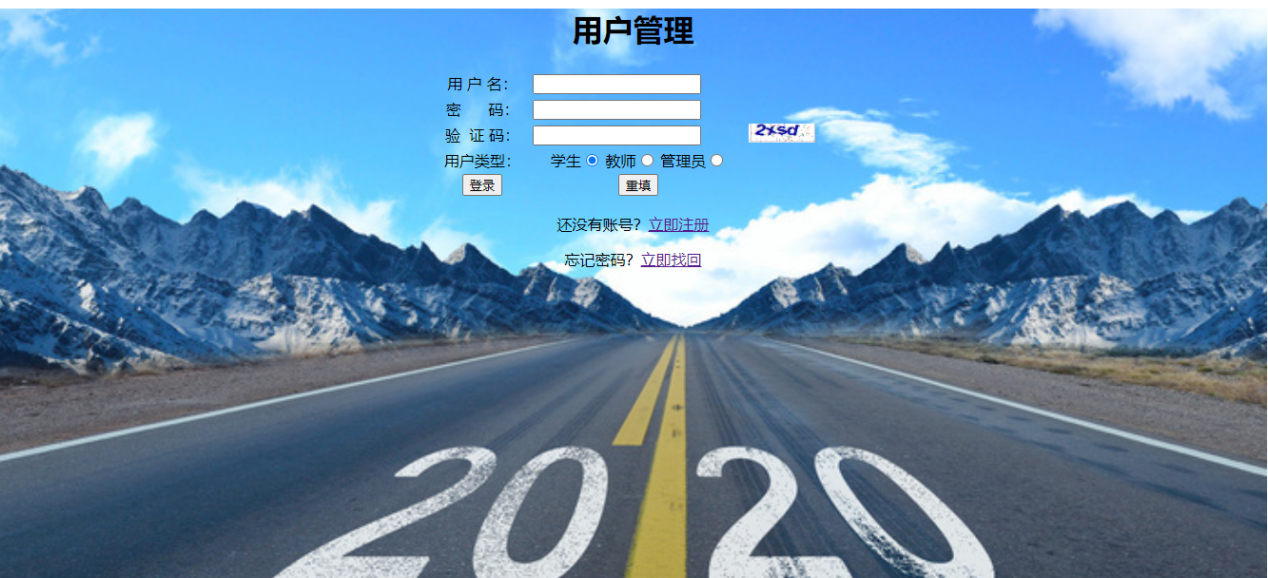 用户管理
用 户 名：
密 码：
验 证 码：
2xsd
用户类型： 学生 教师 管理员
登录 重填
还没有账号？立即注册
忘记密码？立即找回
2020